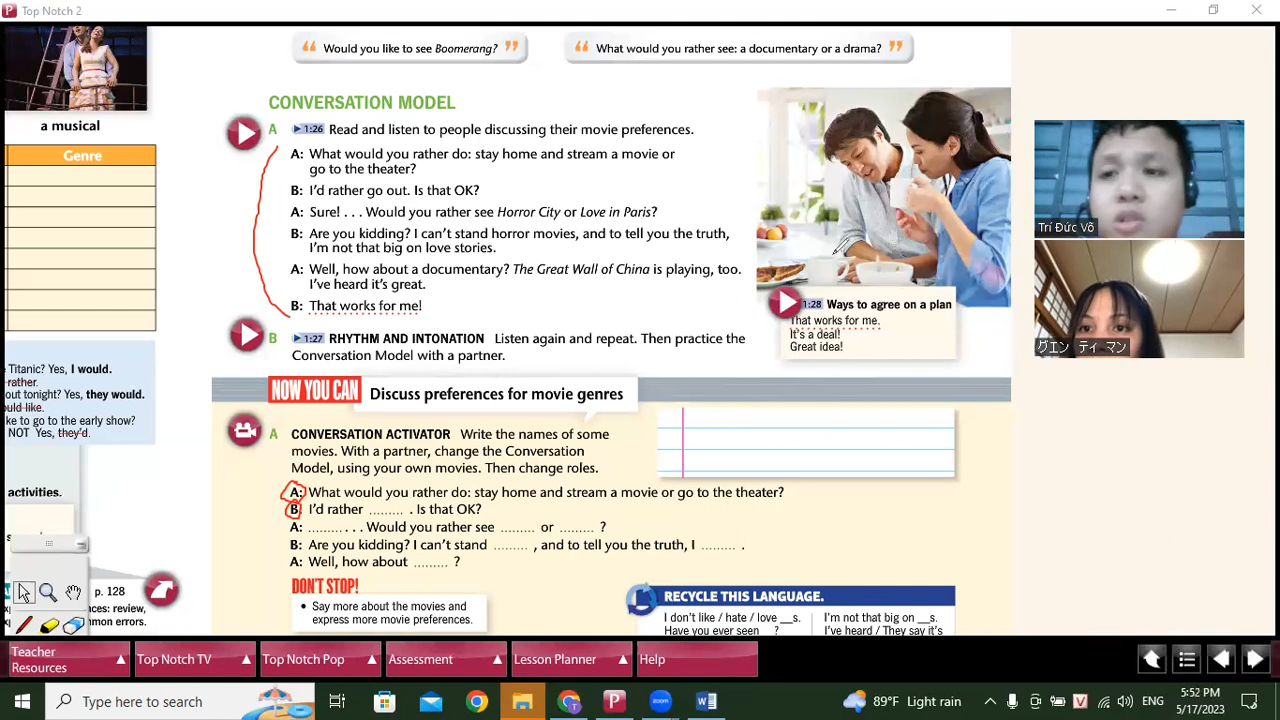 Top Notch 2
“ Would you like to see Boomerang? ”
“ What would you rather see: a documentary or a drama? ”
a musical
Genre
CONVERSATION MODEL
A 1:26 Read and listen to people discussing their movie preferences.
A: What would you rather do: stay home and stream a movie or
go to the theater?
B: I'd rather go out. Is that OK?
A: Sure! . . . Would you rather see Horror City or Love in Paris?
B: Are you kidding? I can't stand horror movies, and to tell you the truth,
I'm not that big on love stories.
A: Well, how about a documentary? The Great Wall of China is playing, too.
I've heard it's great.
B: That works for me!
B 1:27 RHYTHM AND INTONATION Listen again and repeat. Then practice the
Conversation Model with a partner.
1:28 Ways to agree on a plan
That works for me.
It's a deal!
Great idea!
Trí Đức Võ
グエン ティ マン
Titanic? Yes, I would.
rather.
out tonight? Yes, they would.
uld like.
ke to go to the early show?
NOT Yes, they'd.
activities.
NOW YOU CAN Discuss preferences for movie genres
A CONVERSATION ACTIVATOR Write the names of some
movies. With a partner, change the Conversation
Model, using your own movies. Then change roles.
A: What would you rather do: stay home and stream a movie or go to the theater?
B: I'd rather ......... . Is that OK?
A: ......... . . . Would you rather see ......... or ......... ?
B: Are you kidding? I can't stand ......... , and to tell you the truth, I ......... .
A: Well, how about ......... ?
DON'T STOP!
• Say more about the movies and
express more movie preferences.
RECYCLE THIS LANGUAGE.
I don't like / hate / love __s.
Have you ever seen __?
I'm not that big on __s.
I've heard / They say it's
p. 128
nces: review,
mmon errors.
Teacher
Resources
Top Notch TV
Top Notch Pop
Assessment
Lesson Planner
Help
Type here to search
89°F Light rain
ENG
5:52 PM
5/17/2023